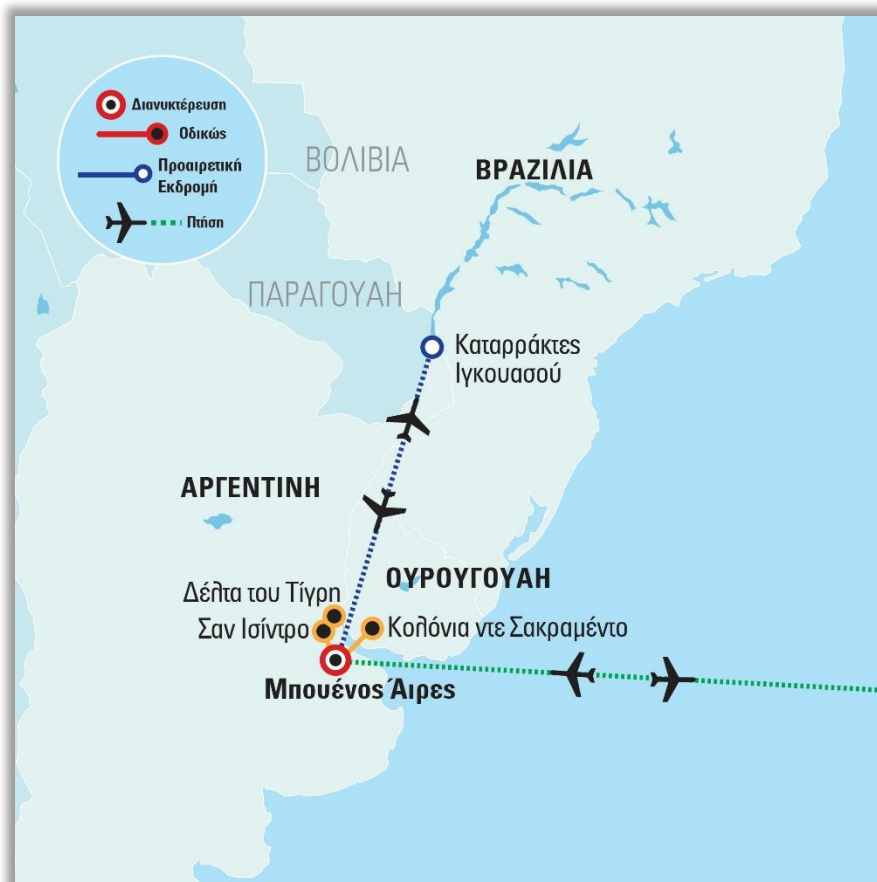 Διανυκτέρευση
Οδικώς
Προαιρετική
Εκδρομή
Πτήση
ΒΟΛΙΒΙΑ
ΒΡΑΖΙΛΙΑ
ΠΑΡΑΓΟΥΑΗ
Καταρράκτες
Ιγκουασού
ΑΡΓΕΝΤΙΝΗ
ΟΥΡΟΥΓΟΥΑΗ
Δέλτα του Τίγρη
Σαν Ισίντρο
Κολόνια ντε Σακραμέντο
Μπουένος Άιρες